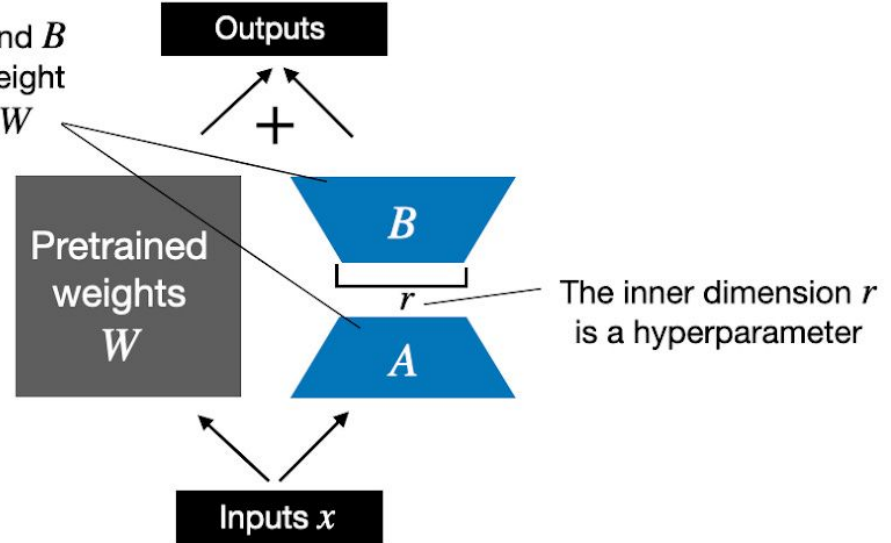 Outputs
nd B
eight
W
+
Pretrained
weights
W
B
r
The inner dimension r
is a hyperparameter
A
Inputs x